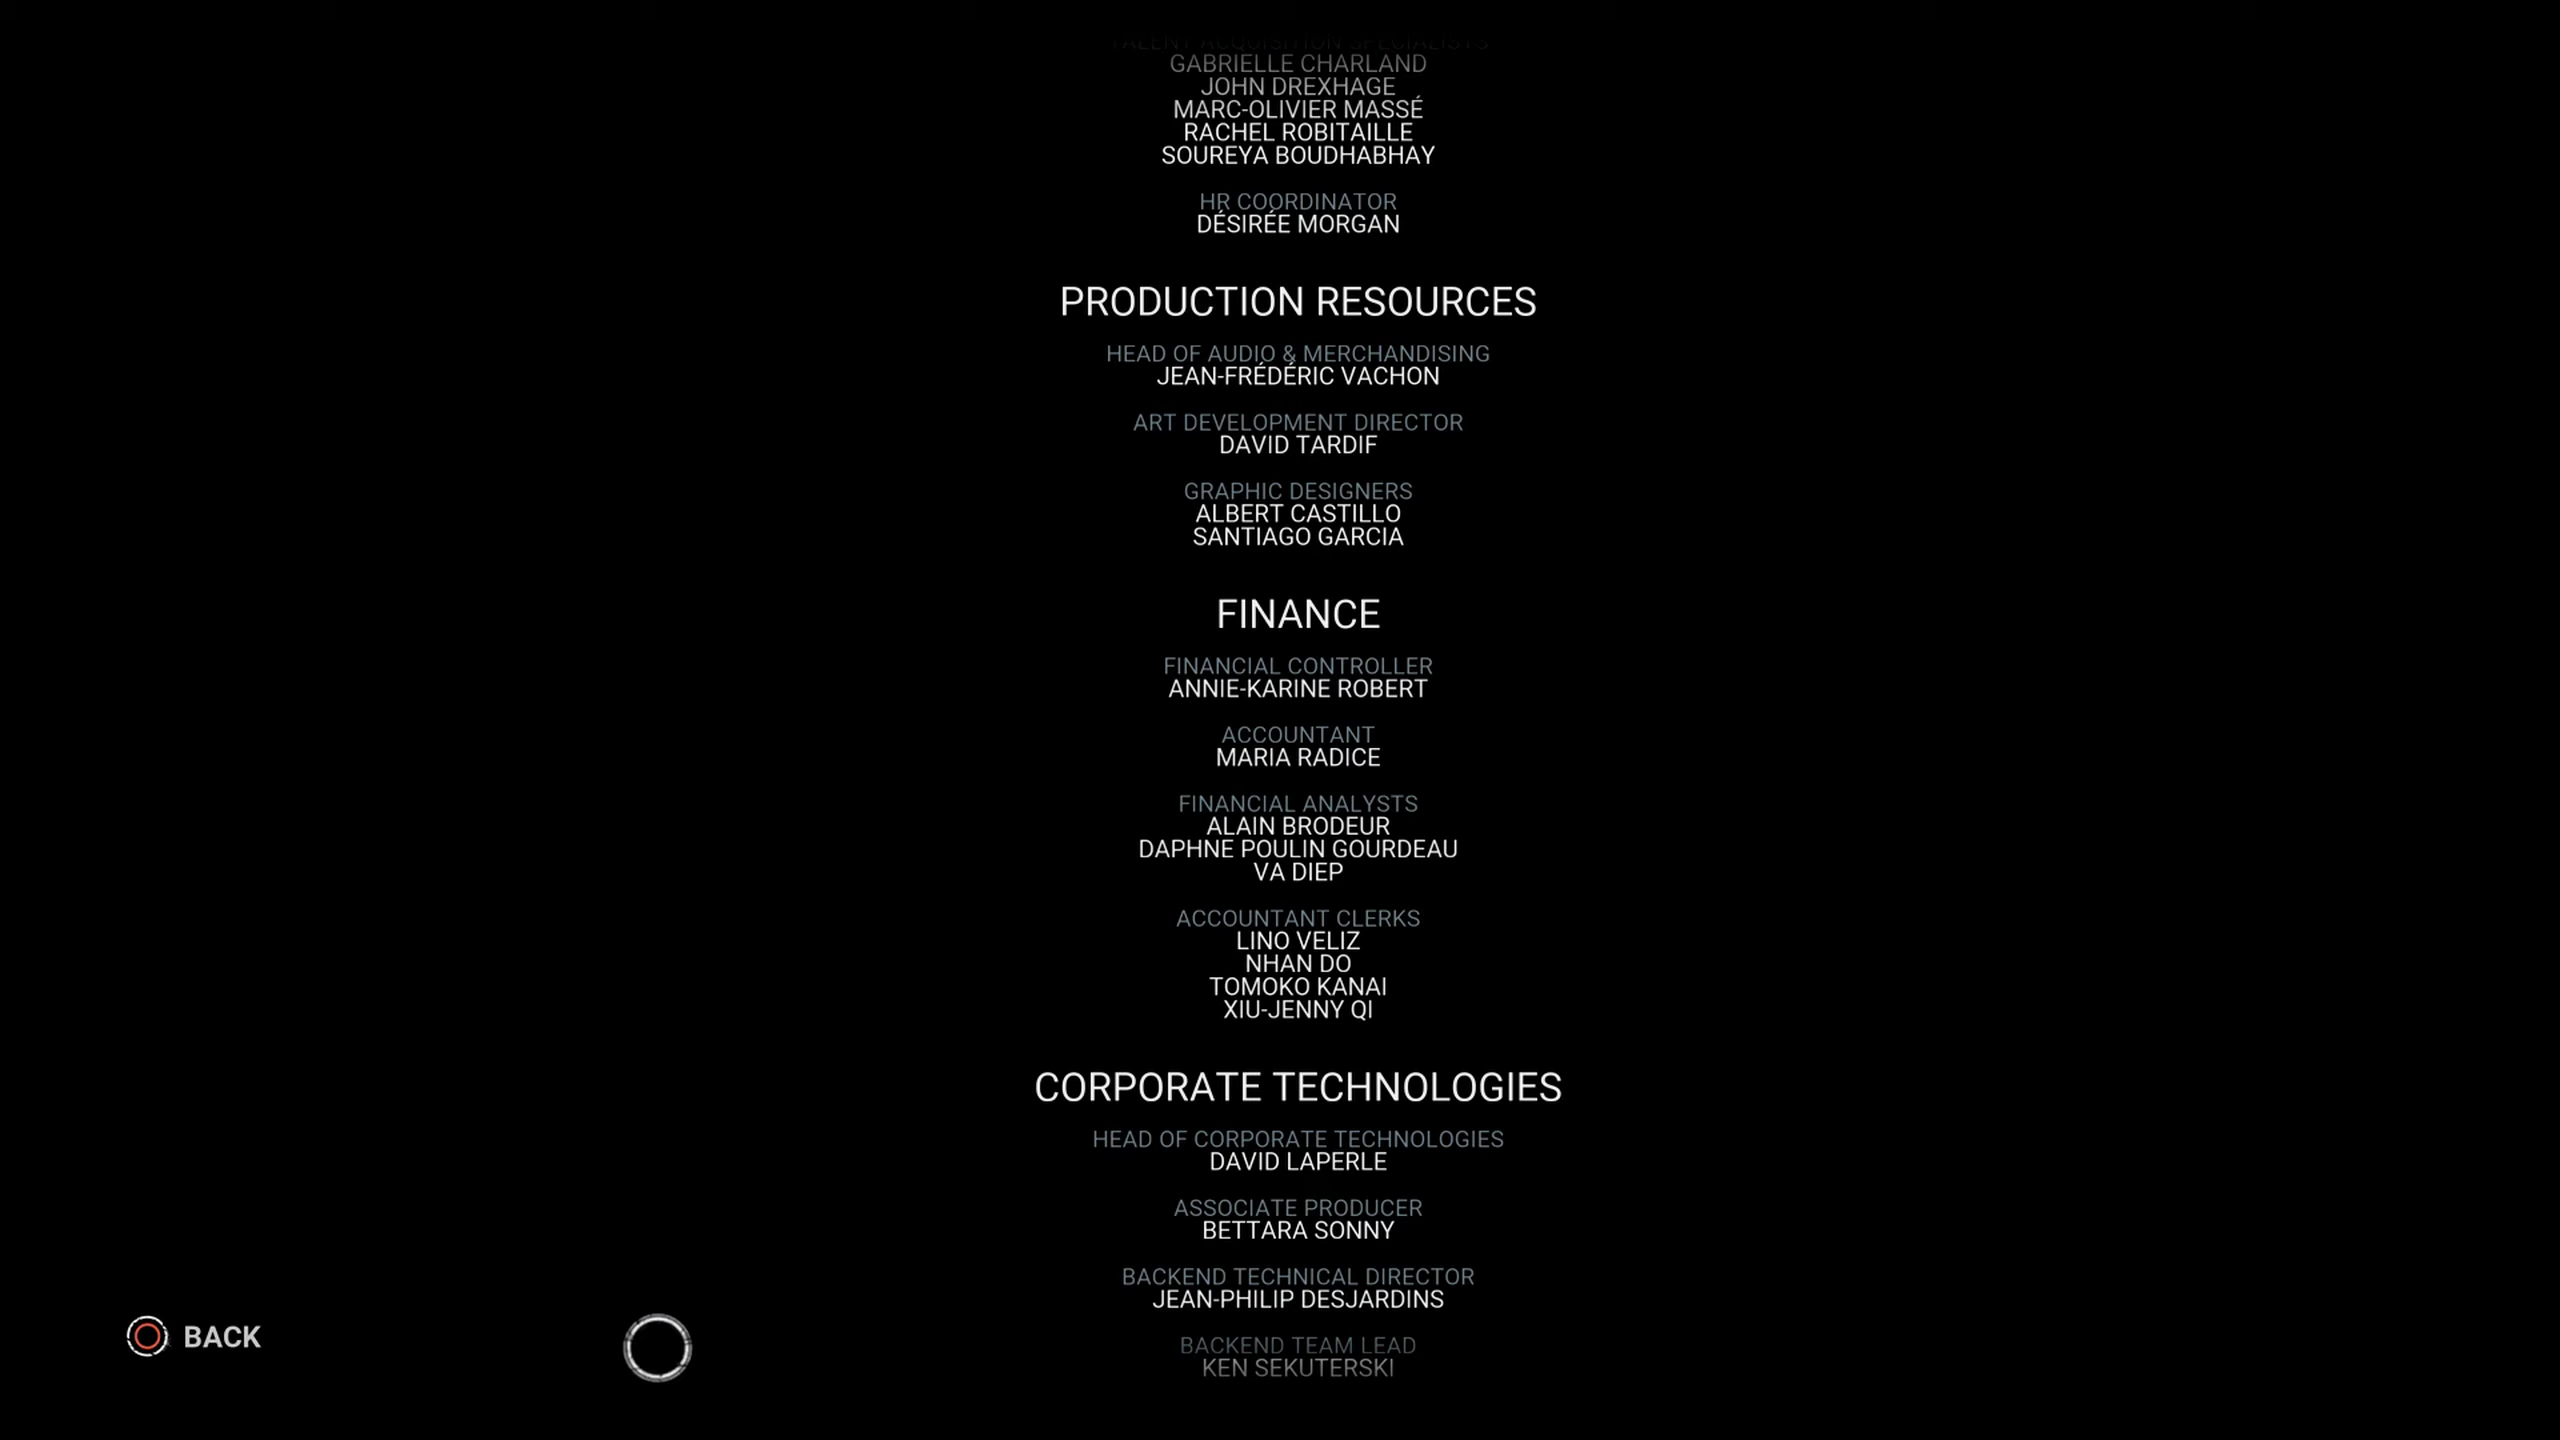 TALENT ACQUISITION SPECIALISTS
GABRIELLE CHARLAND
JOHN DREXHAGE
MARC-OLIVIER MASSÉ
RACHEL ROBITAILLE
SOUREYA BOUDHABHAY
HR COORDINATOR
DÉSIRÉE MORGAN
PRODUCTION RESOURCES
HEAD OF AUDIO & MERCHANDISING
JEAN-FRÉDÉRIC VACHON
ART DEVELOPMENT DIRECTOR
DAVID TARDIF
GRAPHIC DESIGNERS
ALBERT CASTILLO
SANTIAGO GARCIA
FINANCE
FINANCIAL CONTROLLER
ANNIE-KARINE ROBERT
ACCOUNTANT
MARIA RADICE
FINANCIAL ANALYSTS
ALAIN BRODEUR
DAPHNE POULIN GOURDEAU
VA DIEP
ACCOUNTANT CLERKS
LINO VELIZ
NHAN DO
TOMOKO KANAI
XIU-JENNY QI
CORPORATE TECHNOLOGIES
HEAD OF CORPORATE TECHNOLOGIES
DAVID LAPERLE
ASSOCIATE PRODUCER
BETTARA SONNY
BACKEND TECHNICAL DIRECTOR
JEAN-PHILIP DESJARDINS
BACKEND TEAM LEAD
KEN SEKUTERSKI
BACK